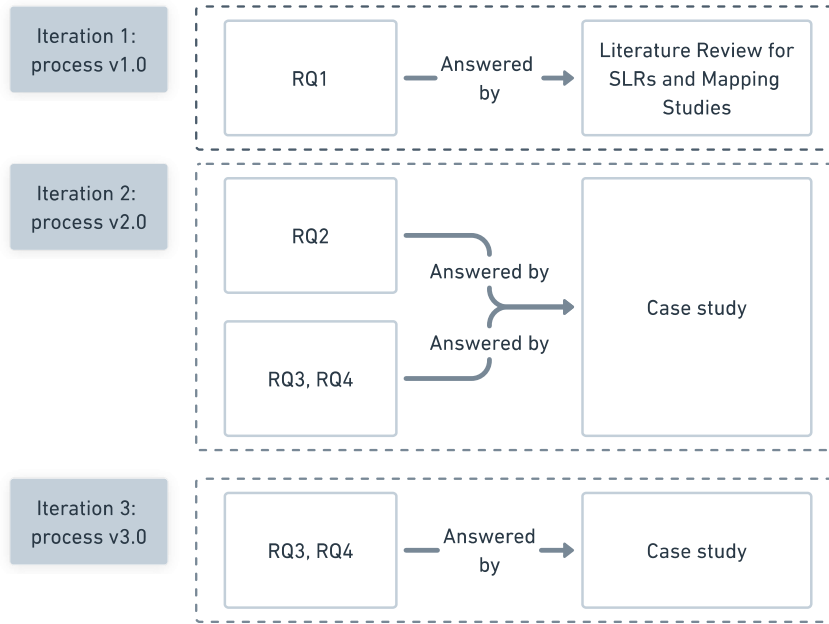 Iteration 1:
process v1.0
RQ1
Answered
by
Literature Review for
SLRs and Mapping
Studies
Iteration 2:
process v2.0
RQ2
Answered by
Answered by
RQ3, RQ4
Case study
Iteration 3:
process v3.0
RQ3, RQ4
Answered
by
Case study